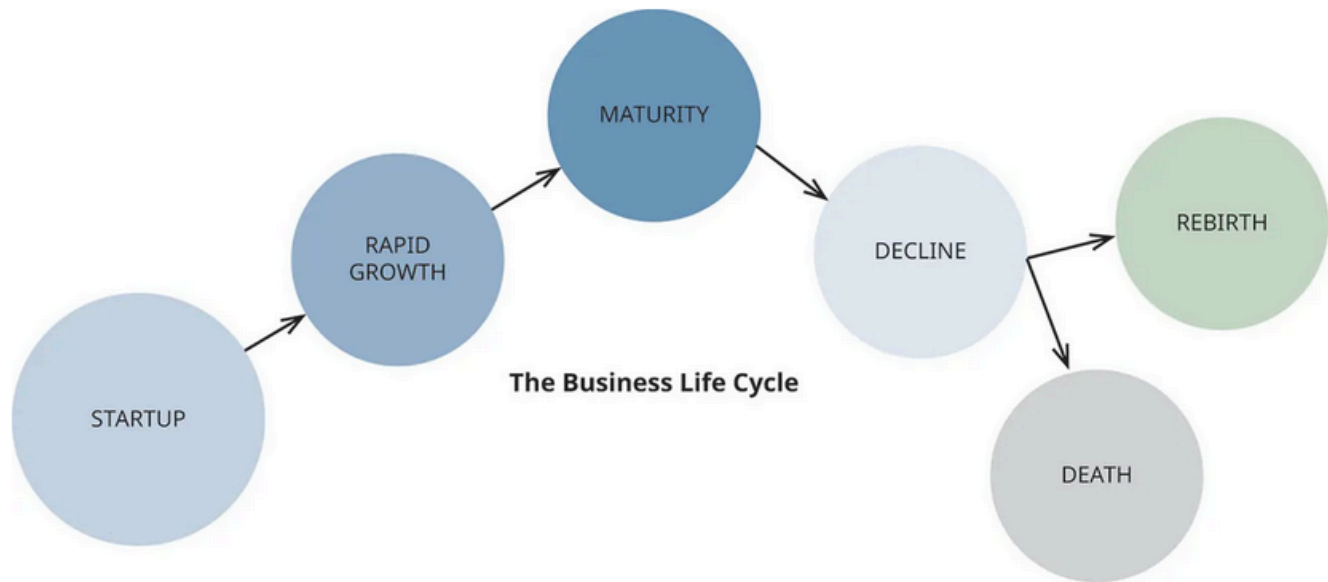 STARTUP
RAPID
GROWTH
MATURITY
DECLINE
REBIRTH
DEATH
The Business Life Cycle